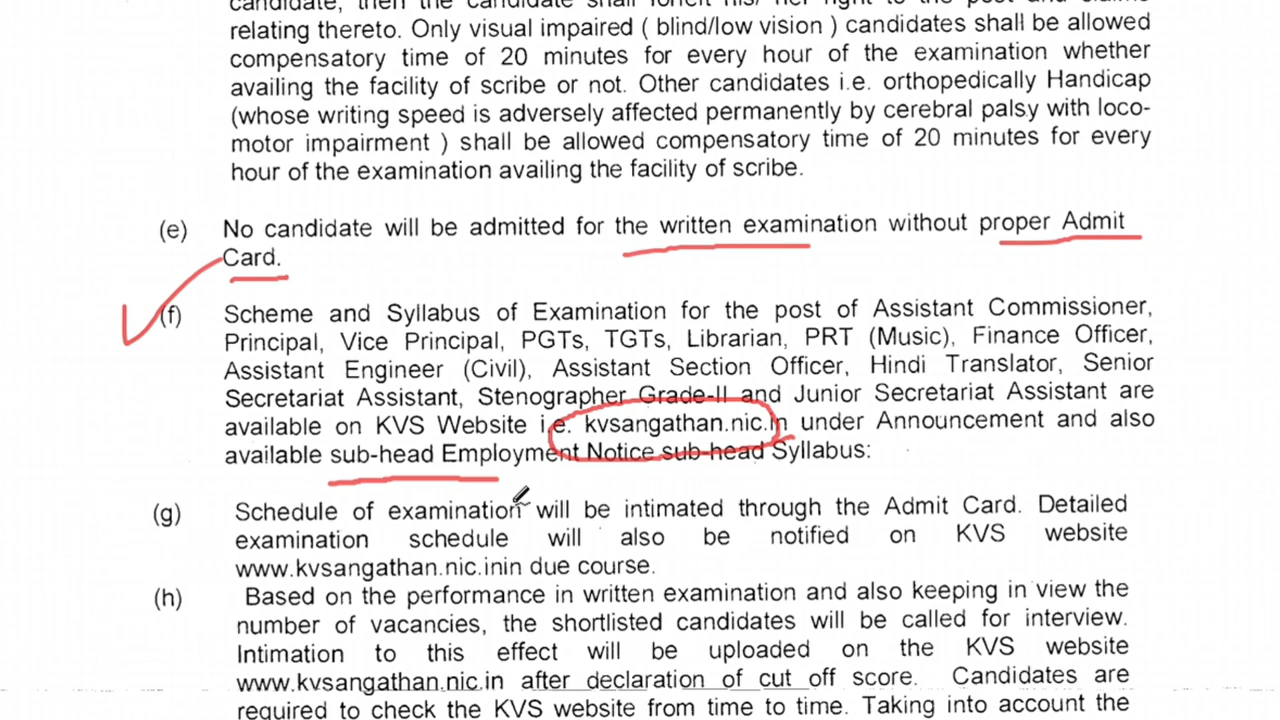 candidate, then the candidate shall forfeit his/ her right to the post and claims
relating thereto. Only visual impaired ( blind/low vision ) candidates shall be allowed
compensatory time of 20 minutes for every hour of the examination whether
availing the facility of scribe or not. Other candidates i.e. orthopedically Handicap
(whose writing speed is adversely affected permanently by cerebral palsy with loco-
motor impairment ) shall be allowed compensatory time of 20 minutes for every
hour of the examination availing the facility of scribe.
(e) No candidate will be admitted for the written examination without proper Admit
Card.
(f) Scheme and Syllabus of Examination for the post of Assistant Commissioner,
Principal, Vice Principal, PGTs, TGTs, Librarian, PRT (Music), Finance Officer,
Assistant Engineer (Civil), Assistant Section Officer, Hindi Translator, Senior
Secretariat Assistant, Stenographer Grade-II and Junior Secretariat Assistant are
available on KVS Website i.e. kvsangathan.nic.in under Announcement and also
available sub-head Employment Notice sub-head Syllabus:
(g) Schedule of examination will be intimated through the Admit Card. Detailed
examination schedule will also be notified on KVS website
www.kvsangathan.nic.inin due course.
(h) Based on the performance in written examination and also keeping in view the
number of vacancies, the shortlisted candidates will be called for interview.
Intimation to this effect will be uploaded on the KVS website
www.kvsangathan.nic.in after declaration of cut off score. Candidates are
required to check the KVS website from time to time. Taking into account the